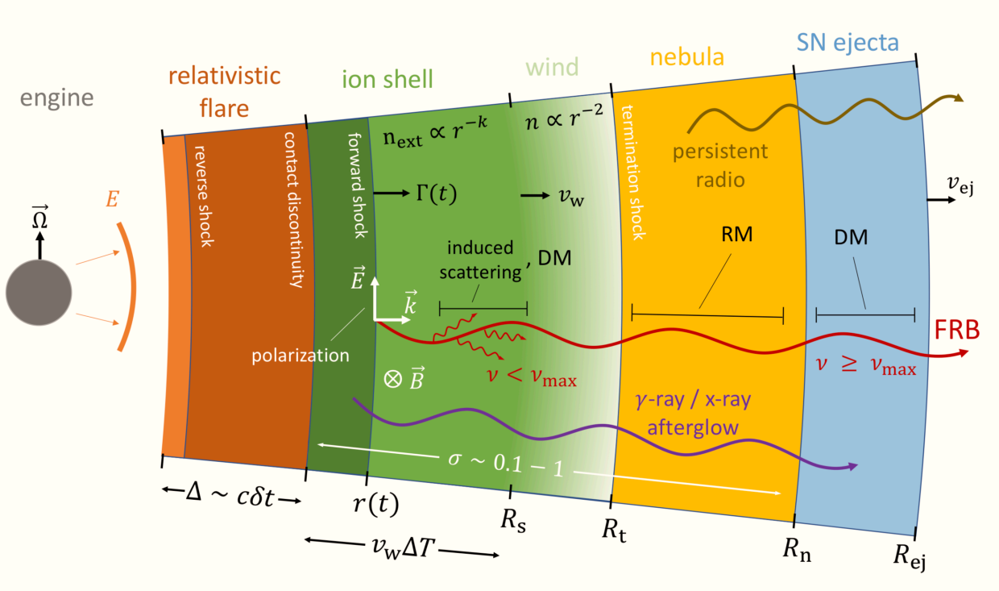 engine
relativistic
flare
ion shell
wind
nebula
SN ejecta
E
Ω
reverse shock
contact discontinuity
forward shock
n_ext ∝ r^−k
n ∝ r^−2
termination shock
Γ(t)
v_w
persistent
radio
v_ej
induced
scattering, DM
RM
DM
E
k
polarization
⊗ B
ν < ν_max
FRB
ν ≥ ν_max
γ-ray / x-ray
afterglow
σ ~ 0.1 − 1
Δ ~ cδt
r(t)
R_s
R_t
R_n
R_ej
v_wΔT